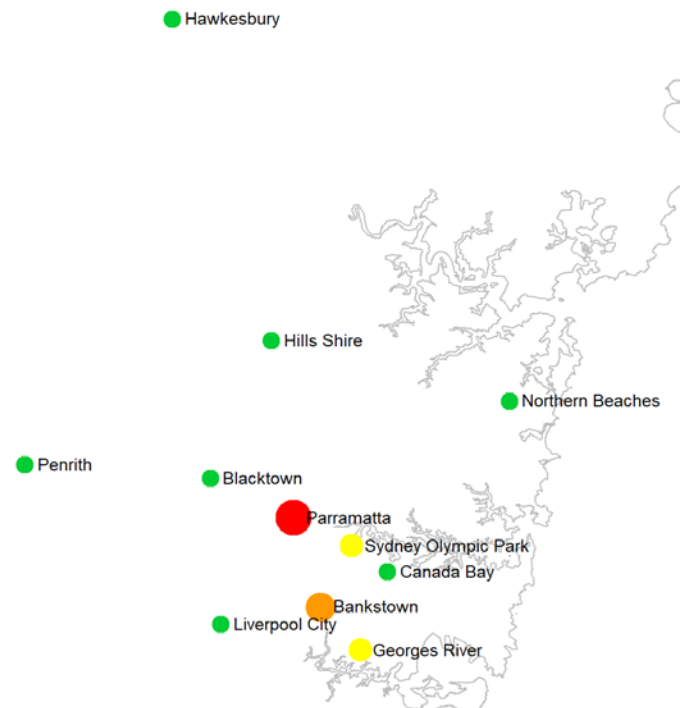 Hawkesbury
Hills Shire
Northern Beaches
Penrith
Blacktown
Parramatta
Sydney Olympic Park
Canada Bay
Bankstown
Liverpool City
Georges River